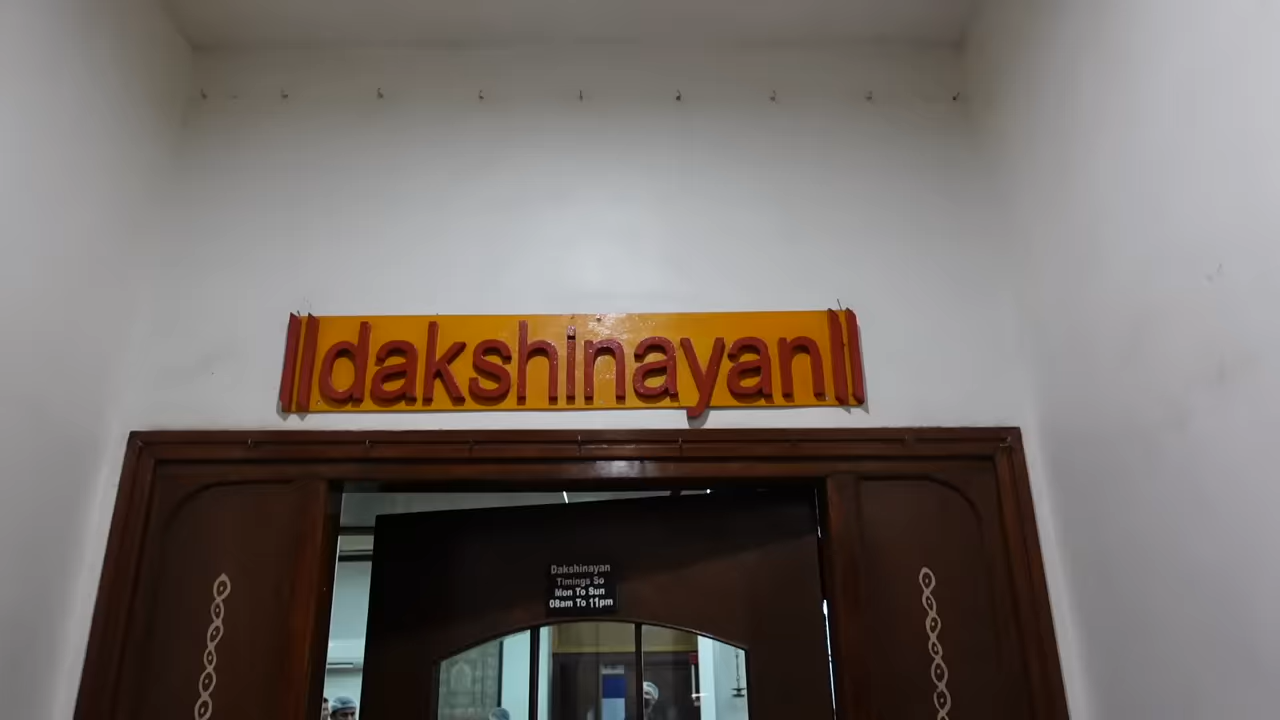 ||dakshinayan||
Dakshinayan
Timings So
Mon To Sun
08am To 11pm